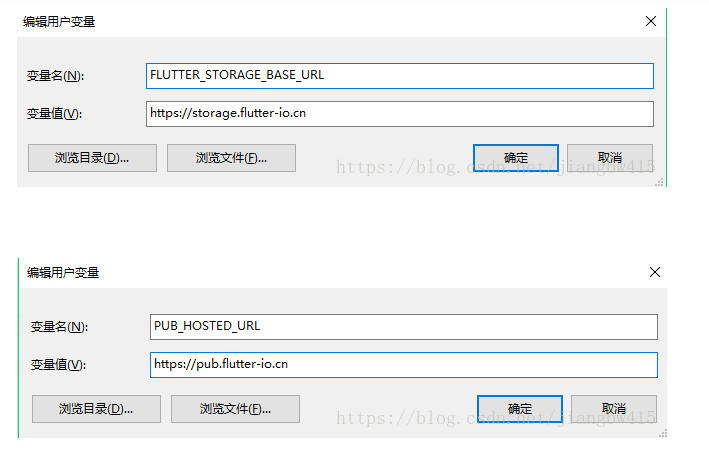 编辑用户变量
变量名(N):
FLUTTER_STORAGE_BASE_URL
变量值(V):
https://storage.flutter-io.cn
浏览目录(D)...
浏览文件(F)...
确定
取消
https://blog.csdn.net/jiangbw415
编辑用户变量
变量名(N):
PUB_HOSTED_URL
变量值(V):
https://pub.flutter-io.cn
浏览目录(D)...
浏览文件(F)...
确定
取消
https://blog.csdn.net/jiangbw415